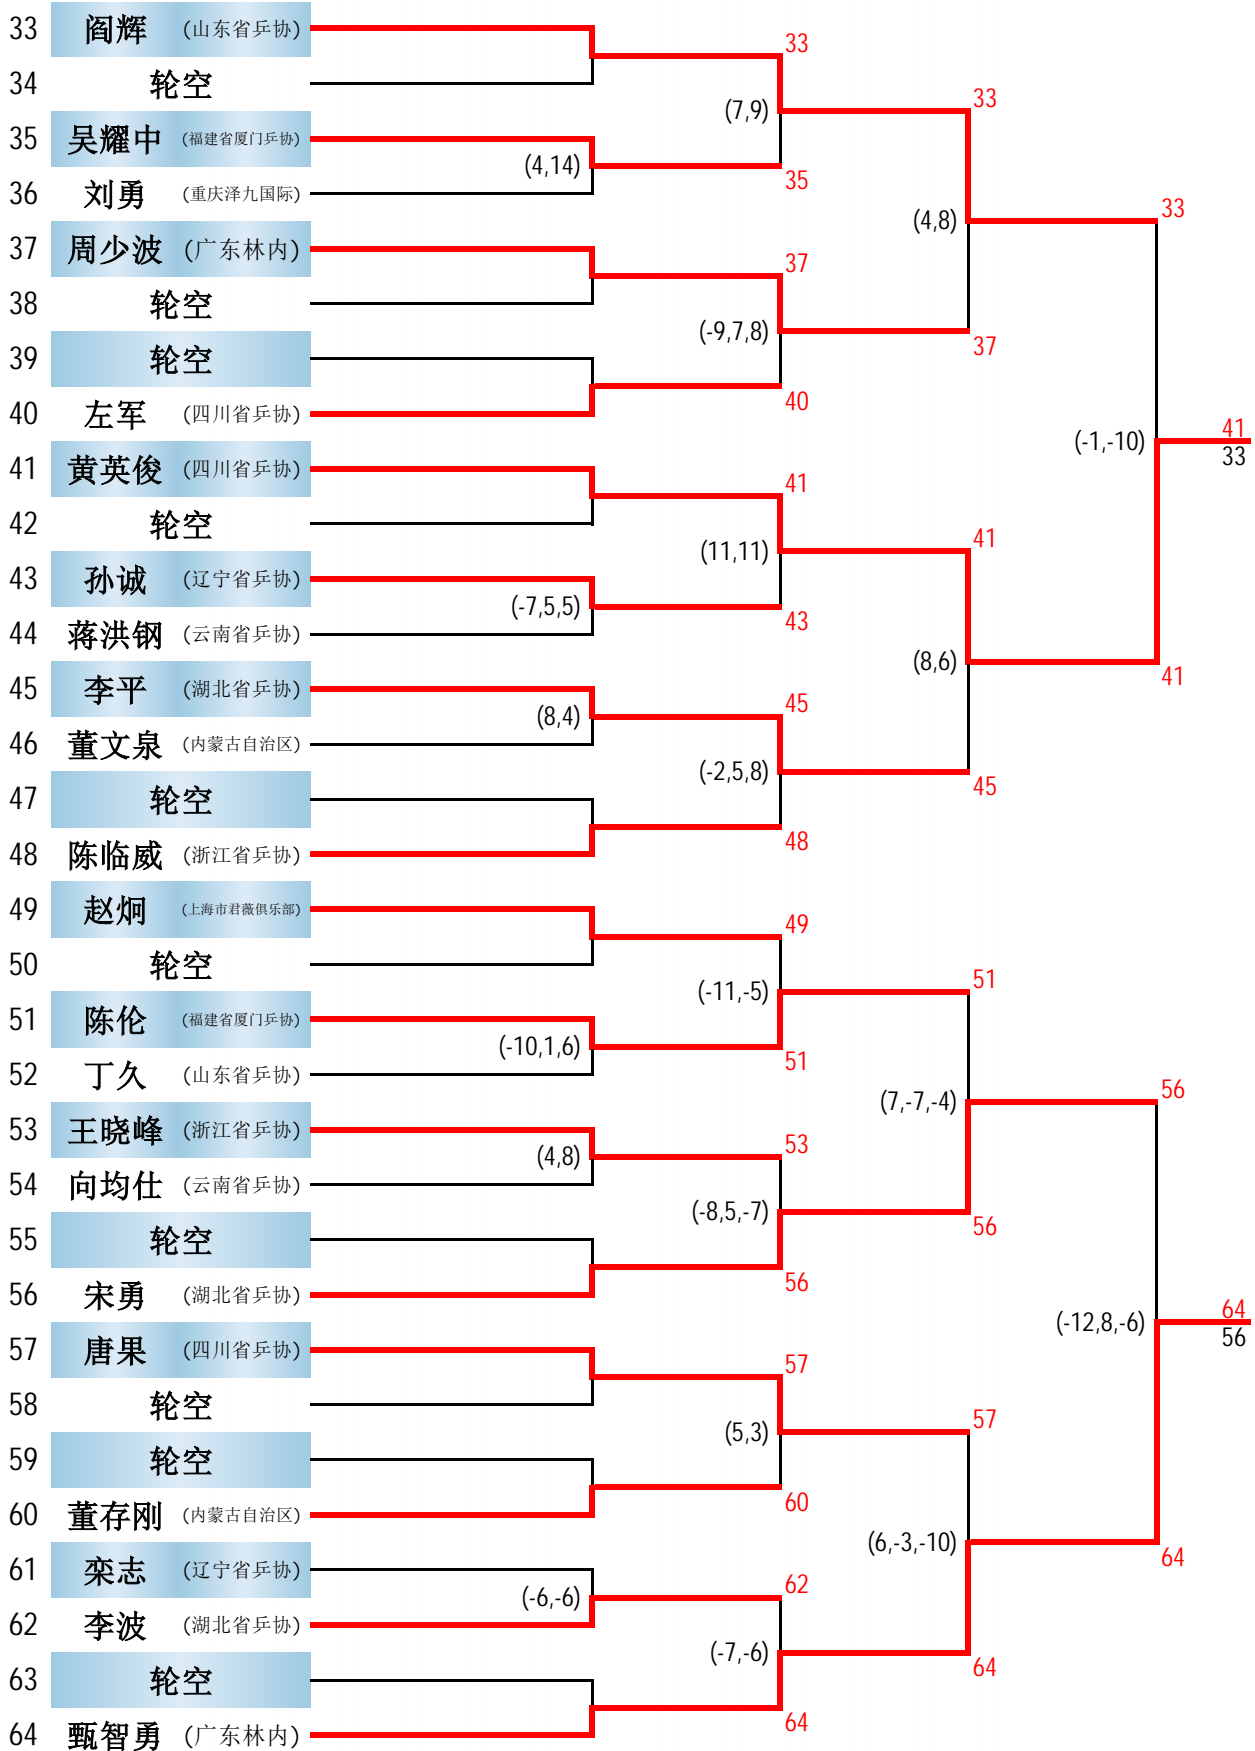 33 阎辉 (山东省乒协)
33
34 轮空
(7,9)
33
35 吴耀中 (福建省厦门乒协)
(4,14)
35
36 刘勇 (重庆泽九国际)
(4,8)
33
37 周少波 (广东林内)
37
38 轮空
(-9,7,8)
37
39 轮空
40
40 左军 (四川省乒协)
(-1,-10)
41
33
41 黄英俊 (四川省乒协)
41
42 轮空
(11,11)
41
43 孙诚 (辽宁省乒协)
(-7,5,5)
43
44 蒋洪钢 (云南省乒协)
(8,6)
41
45 李平 (湖北省乒协)
(8,4)
45
46 董文泉 (内蒙古自治区)
(-2,5,8)
45
47 轮空
48
48 陈临威 (浙江省乒协)
49 赵炯 (上海市君薇俱乐部)
49
50 轮空
(-11,-5)
51
51 陈伦 (福建省厦门乒协)
(-10,1,6)
51
52 丁久 (山东省乒协)
(7,-7,-4)
56
53 王晓峰 (浙江省乒协)
(4,8)
53
54 向均仕 (云南省乒协)
(-8,5,-7)
56
55 轮空
56
56 宋勇 (湖北省乒协)
(-12,8,-6)
64
56
57 唐果 (四川省乒协)
57
58 轮空
(5,3)
57
59 轮空
60
60 董存刚 (内蒙古自治区)
(6,-3,-10)
64
61 栾志 (辽宁省乒协)
(-6,-6)
62
62 李波 (湖北省乒协)
(-7,-6)
64
63 轮空
64
64 甄智勇 (广东林内)